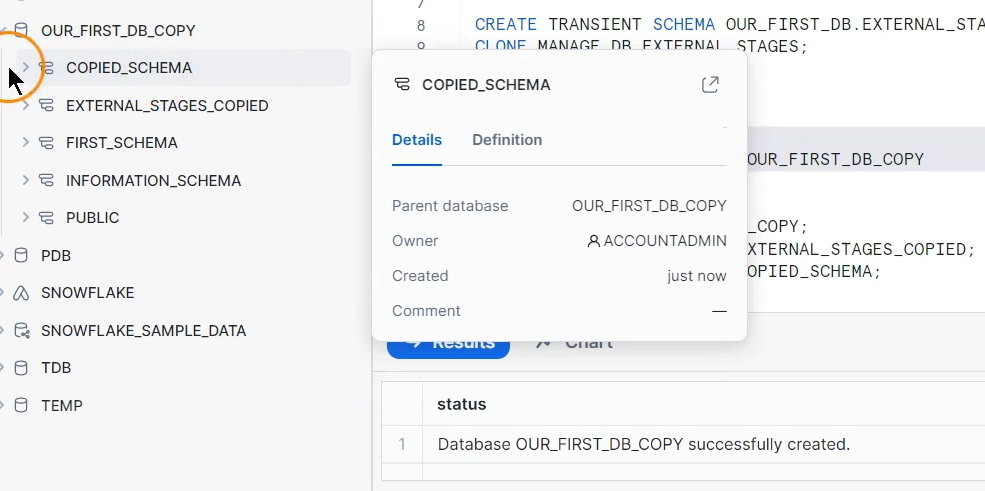 OUR_FIRST_DB_COPY
COPIED_SCHEMA
EXTERNAL_STAGES_COPIED
FIRST_SCHEMA
INFORMATION_SCHEMA
PUBLIC
PDB
SNOWFLAKE
SNOWFLAKE_SAMPLE_DATA
TDB
TEMP
8 CREATE TRANSIENT SCHEMA OUR_FIRST_DB.EXTERNAL_STA
9 CLONE MANAGE_DB.EXTERNAL_STAGES;
COPIED_SCHEMA
Details Definition
Parent database OUR_FIRST_DB_COPY
Owner ACCOUNTADMIN
Created just now
Comment —
OUR_FIRST_DB_COPY
_COPY;
XTERNAL_STAGES_COPIED;
OPIED_SCHEMA;
Results Chart
status
1 Database OUR_FIRST_DB_COPY successfully created.